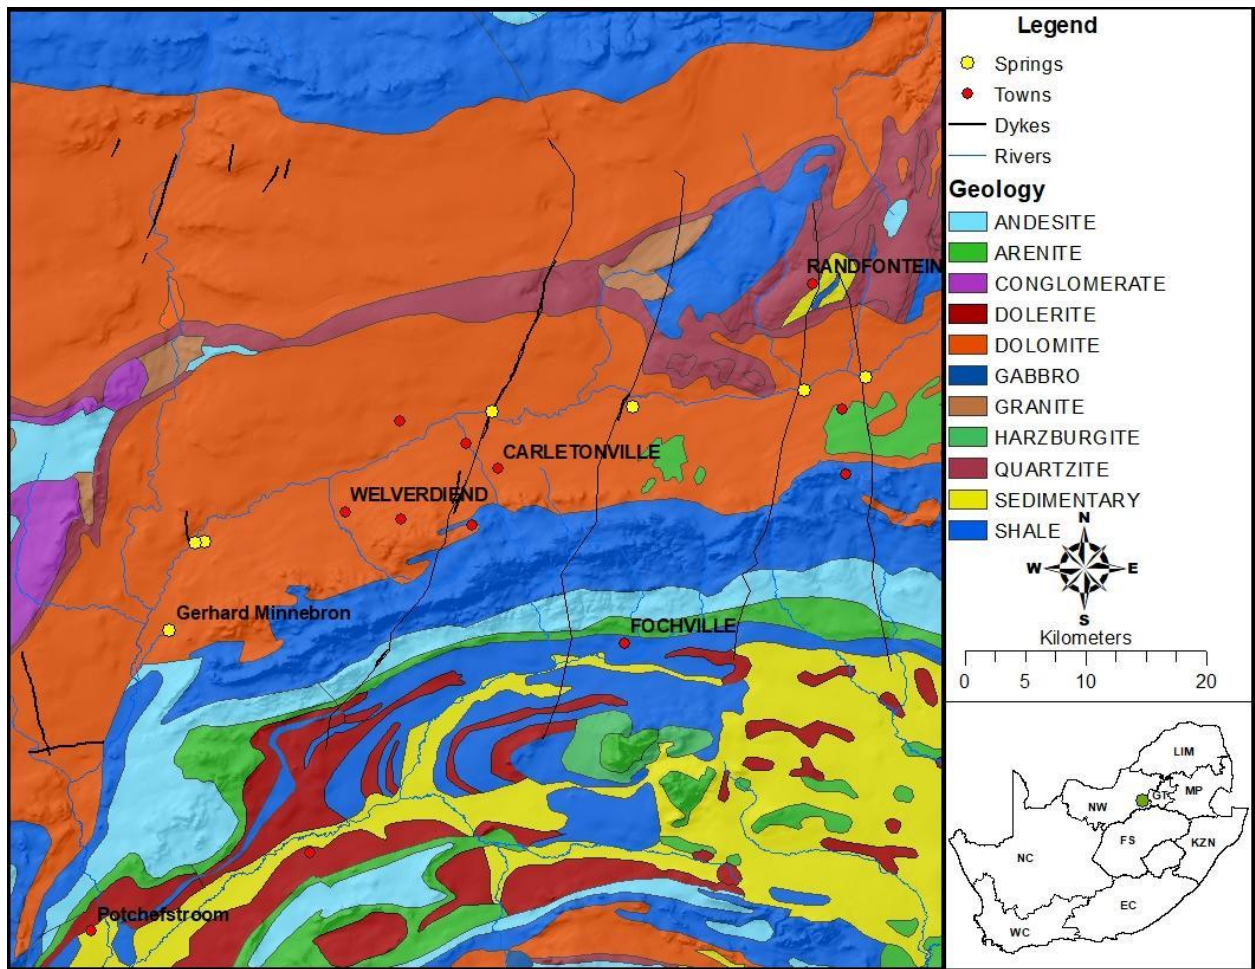 RANDFONTEIN
CARLETONVILLE
WELVERDIEND
Gerhard Minnebron
FOCHVILLE
Potchefstroom
Legend
Springs
Towns
Dykes
Rivers
Geology
ANDESITE
ARENITE
CONGLOMERATE
DOLERITE
DOLOMITE
GABBRO
GRANITE
HARZBURGITE
QUARTZITE
SEDIMENTARY
SHALE
N
W E
S
Kilometers
0 5 10 20
LIM
NW GT MP
FS KZN
NC
EC
WC